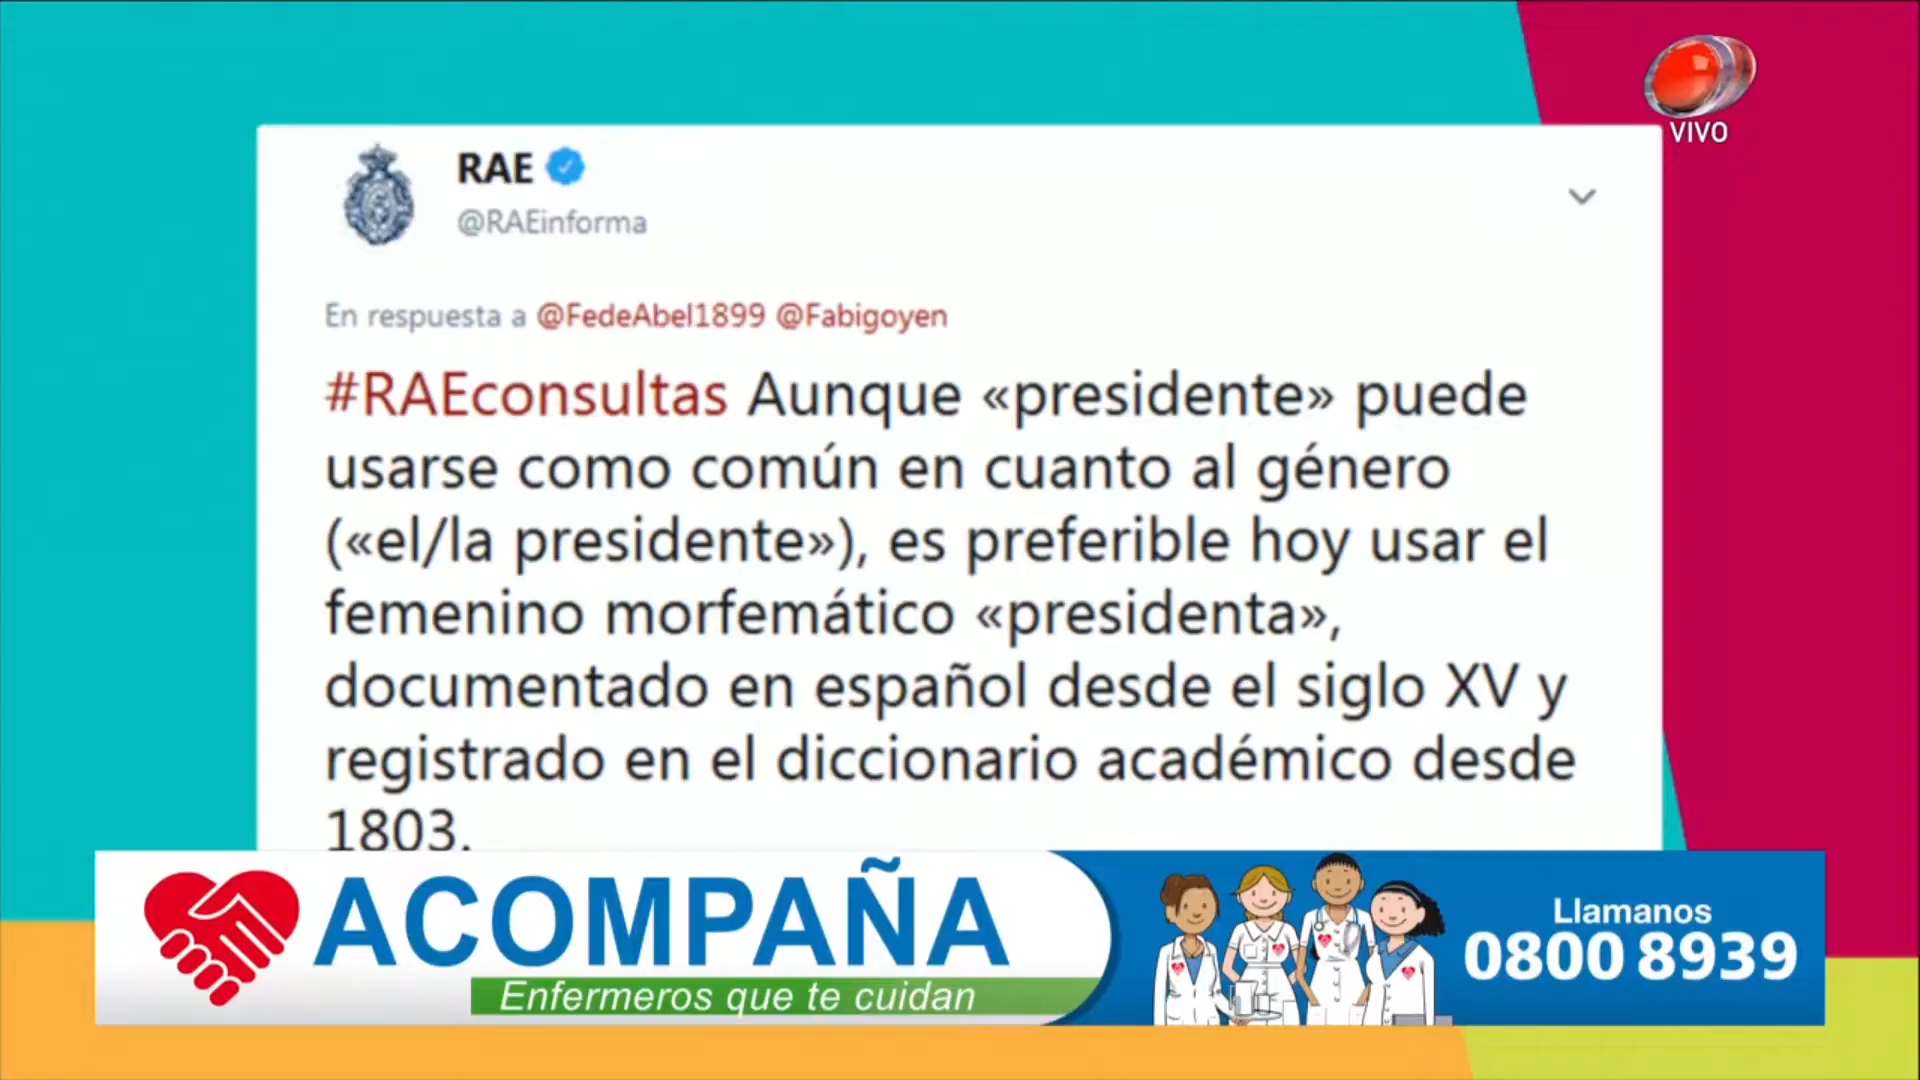 VIVO
RAE
@RAEinforma
En respuesta a @FedeAbel1899 @Fabigoyen
#RAEconsultas Aunque «presidente» puede
usarse como común en cuanto al género
(«el/la presidente»), es preferible hoy usar el
femenino morfemático «presidenta»,
documentado en español desde el siglo XV y
registrado en el diccionario académico desde
1803.
ACOMPAÑA
Enfermeros que te cuidan
Llamanos
0800 8939